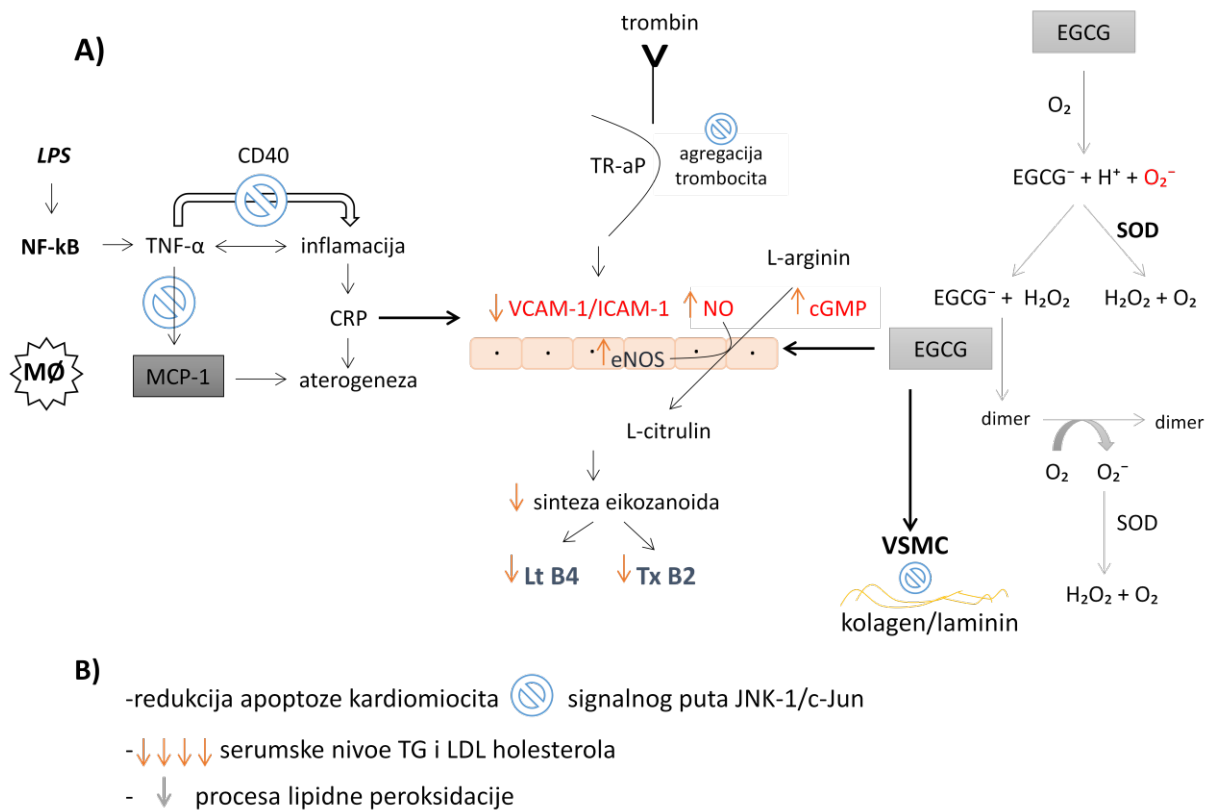 A)
trombin
EGCG
O₂
LPS
CD40
TR-aP
agregacija
trombocita
EGCG⁻ + H⁺ + O₂⁻
NF-kB
TNF-α
inflamacija
SOD
L-arginin
EGCG⁻ + H₂O₂
H₂O₂ + O₂
CRP
VCAM-1/ICAM-1
NO
cGMP
eNOS
EGCG
MØ
MCP-1
aterogeneza
L-citrulin
dimer
dimer
O₂
O₂⁻
sinteza eikozanoida
SOD
VSMC
Lt B4
Tx B2
H₂O₂ + O₂
kolagen/laminin
B)
-redukcija apoptoze kardiomiocita signalnog puta JNK-1/c-Jun
-↓↓↓↓ serumske nivoe TG i LDL holesterola
- ↓ procesa lipidne peroksidacije